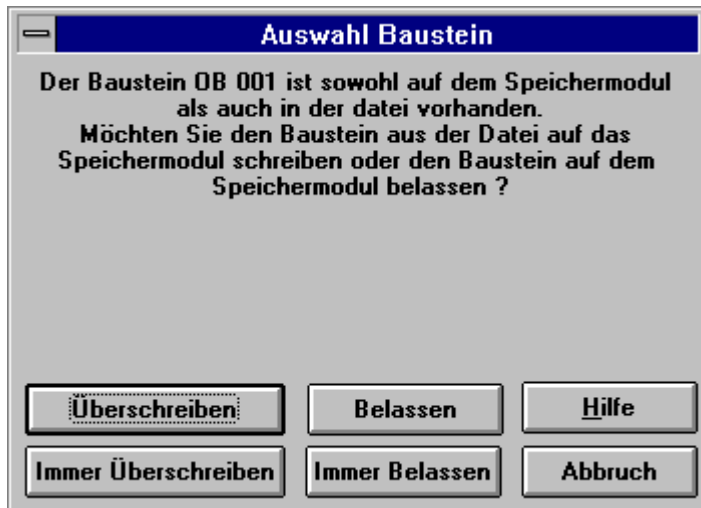 Auswahl Baustein
Der Baustein OB 001 ist sowohl auf dem Speichermodul
als auch in der datei vorhanden.
Möchten Sie den Baustein aus der Datei auf das
Speichermodul schreiben oder den Baustein auf dem
Speichermodul belassen ?
Überschreiben Belassen Hilfe
Immer Überschreiben Immer Belassen Abbruch